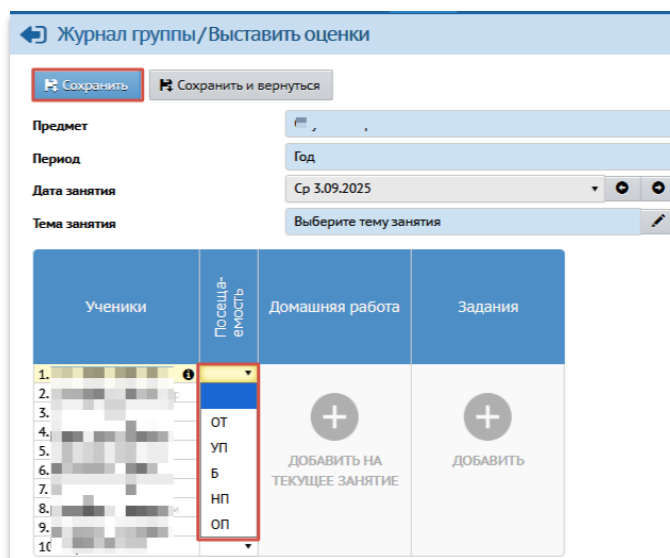 Журнал группы/Выставить оценки
Сохранить
Сохранить и вернуться
Предмет
Период
Год
Дата занятия
Ср 3.09.2025
Тема занятия
Выберите тему занятия
Ученики
Посеща-
емость
Домашняя работа
Задания
1.
2.
3.
4.
5.
6.
7.
8.
9.
10
ОТ
УП
Б
НП
ОП
ДОБАВИТЬ НА
ТЕКУЩЕЕ ЗАНЯТИЕ
ДОБАВИТЬ